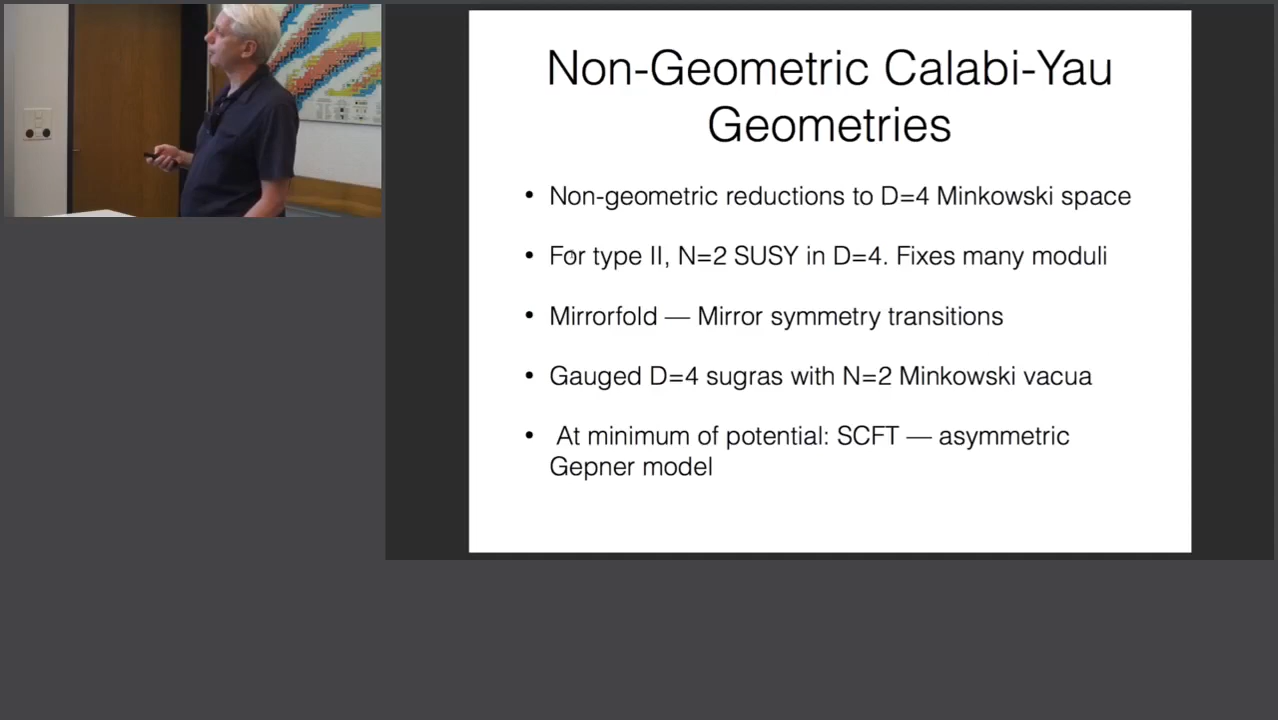 Non-Geometric Calabi-Yau
Geometries
• Non-geometric reductions to D=4 Minkowski space
• For type II, N=2 SUSY in D=4. Fixes many moduli
• Mirrorfold — Mirror symmetry transitions
• Gauged D=4 sugras with N=2 Minkowski vacua
• At minimum of potential: SCFT — asymmetric
Gepner model